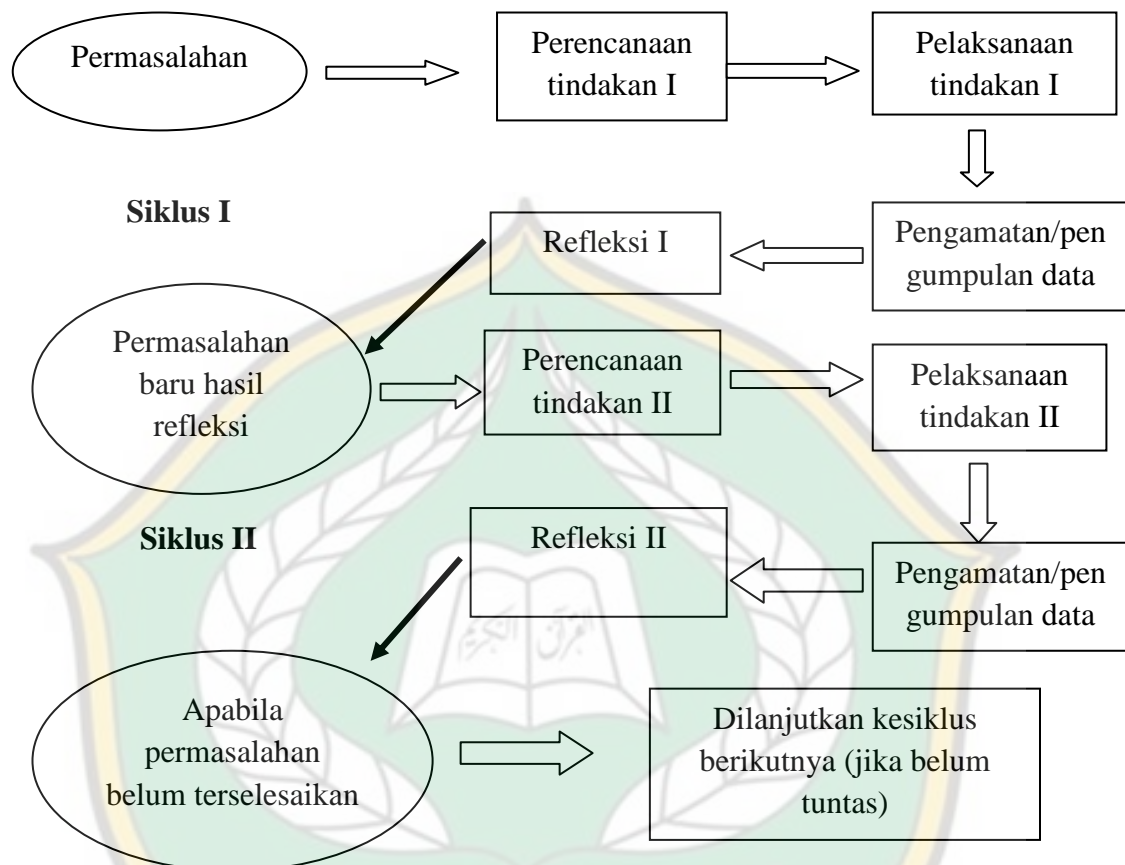 Permasalahan
Perencanaan
tindakan I
Pelaksanaan
tindakan I
Siklus I
Refleksi I
Pengamatan/pen
gumpulan data
Permasalahan
baru hasil
refleksi
Perencanaan
tindakan II
Pelaksanaan
tindakan II
Siklus II
Refleksi II
Pengamatan/pen
gumpulan data
Apabila
permasalahan
belum terselesaikan
Dilanjutkan kesiklus
berikutnya (jika belum
tuntas)